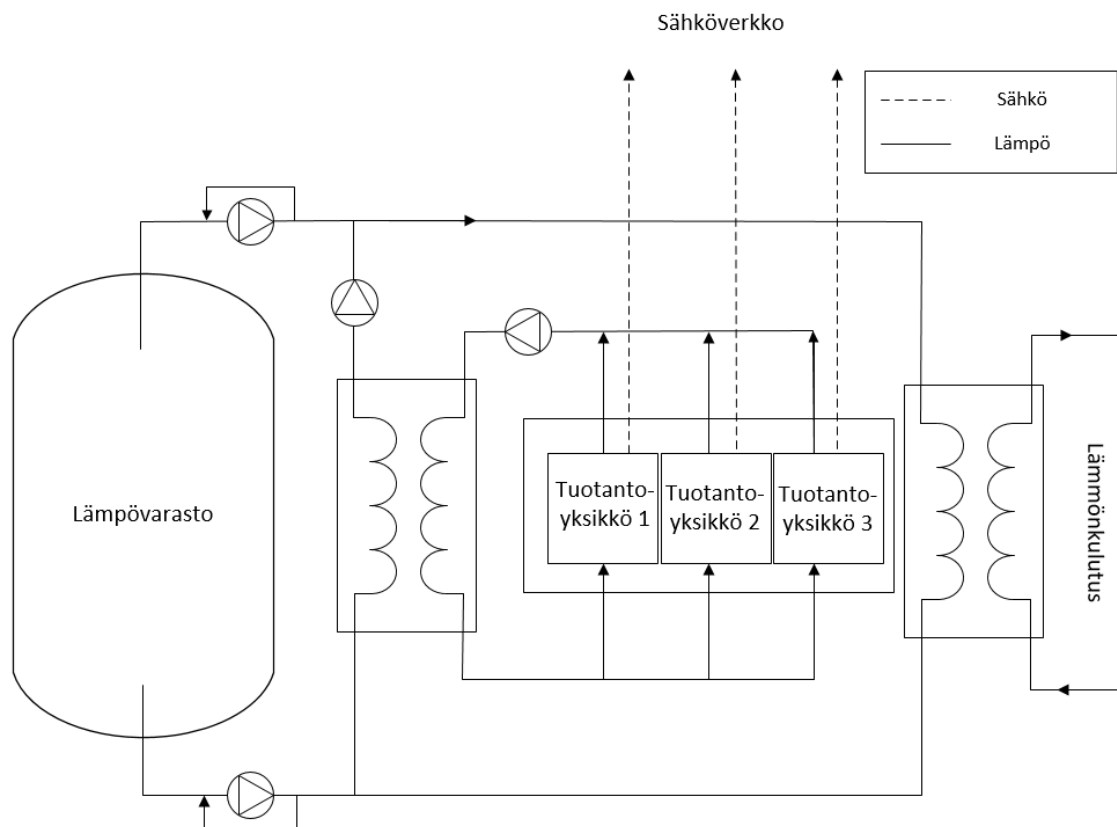 Sähköverkko
Sähkö
Lämpö
Lämpövarasto
Tuotanto-
yksikkö 1
Tuotanto-
yksikkö 2
Tuotanto-
yksikkö 3
Lämmönkulutus